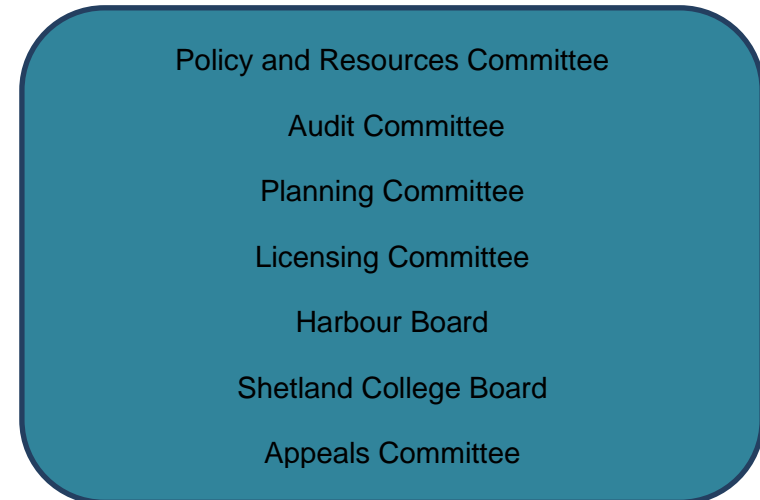 Policy and Resources Committee
Audit Committee
Planning Committee
Licensing Committee
Harbour Board
Shetland College Board
Appeals Committee